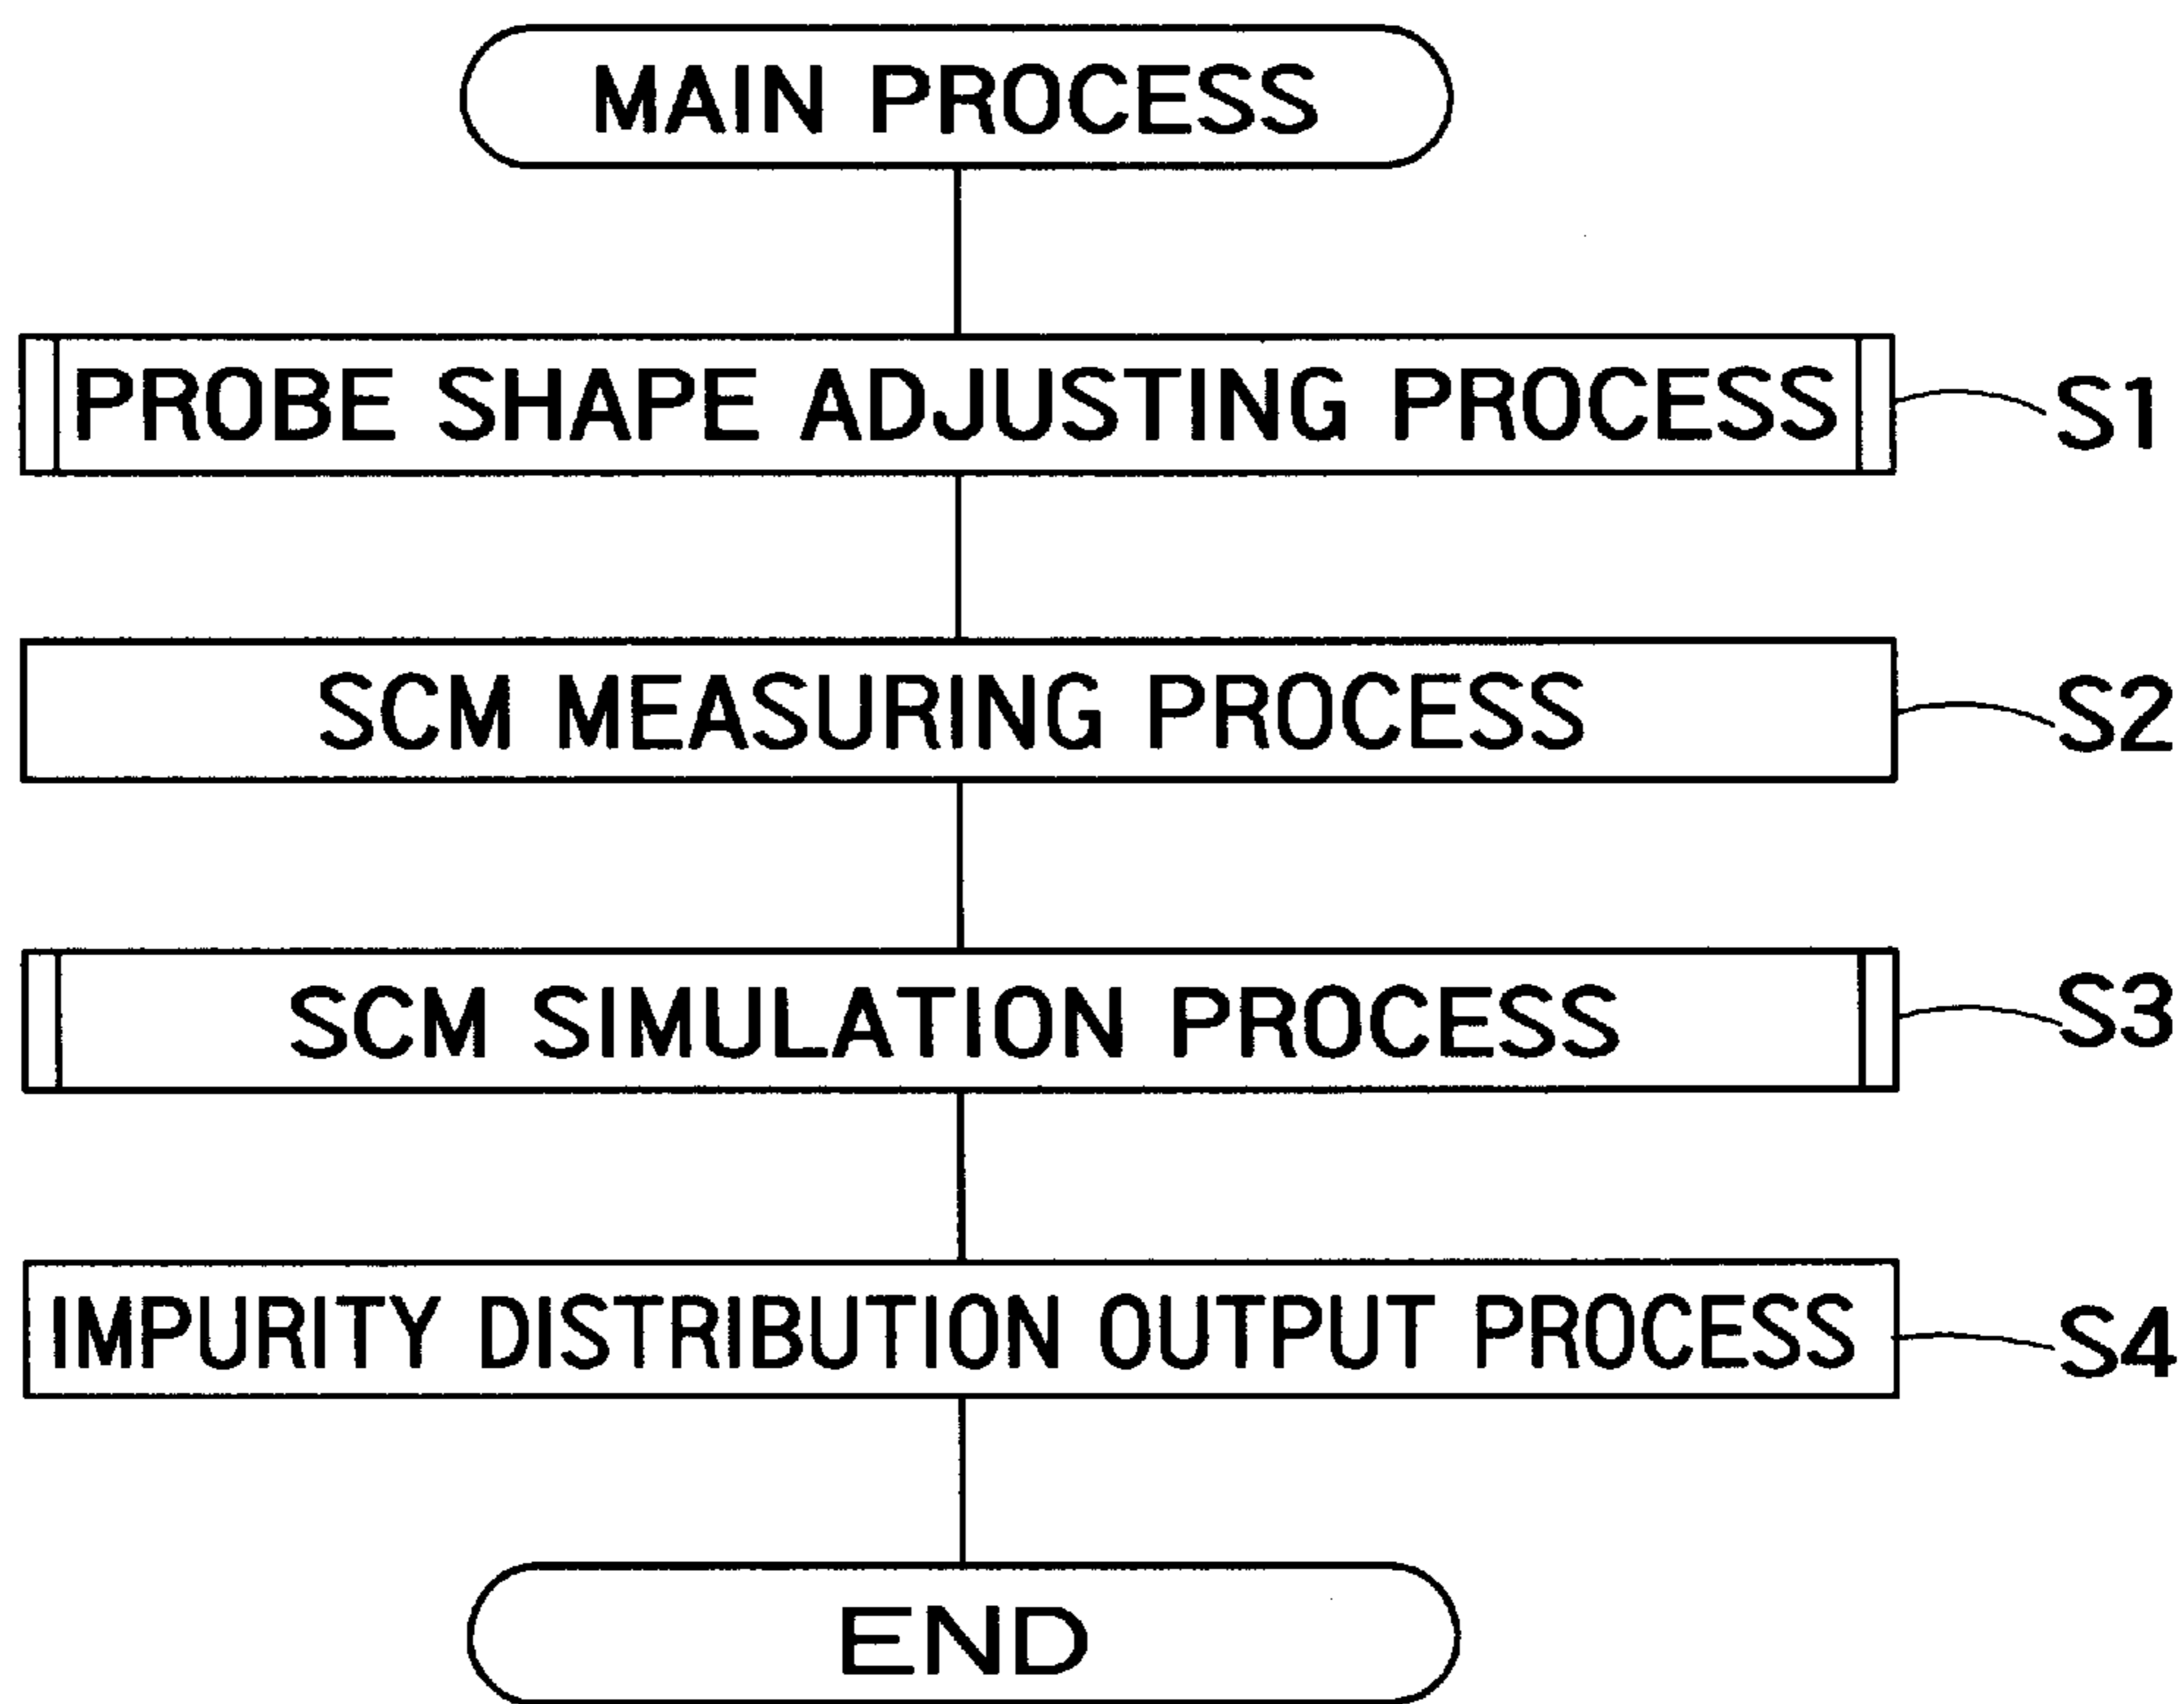 MAIN PROCESS
PROBE SHAPE ADJUSTING PROCESS S1
SCM MEASURING PROCESS S2
SCM SIMULATION PROCESS S3
IMPURITY DISTRIBUTION OUTPUT PROCESS S4
END